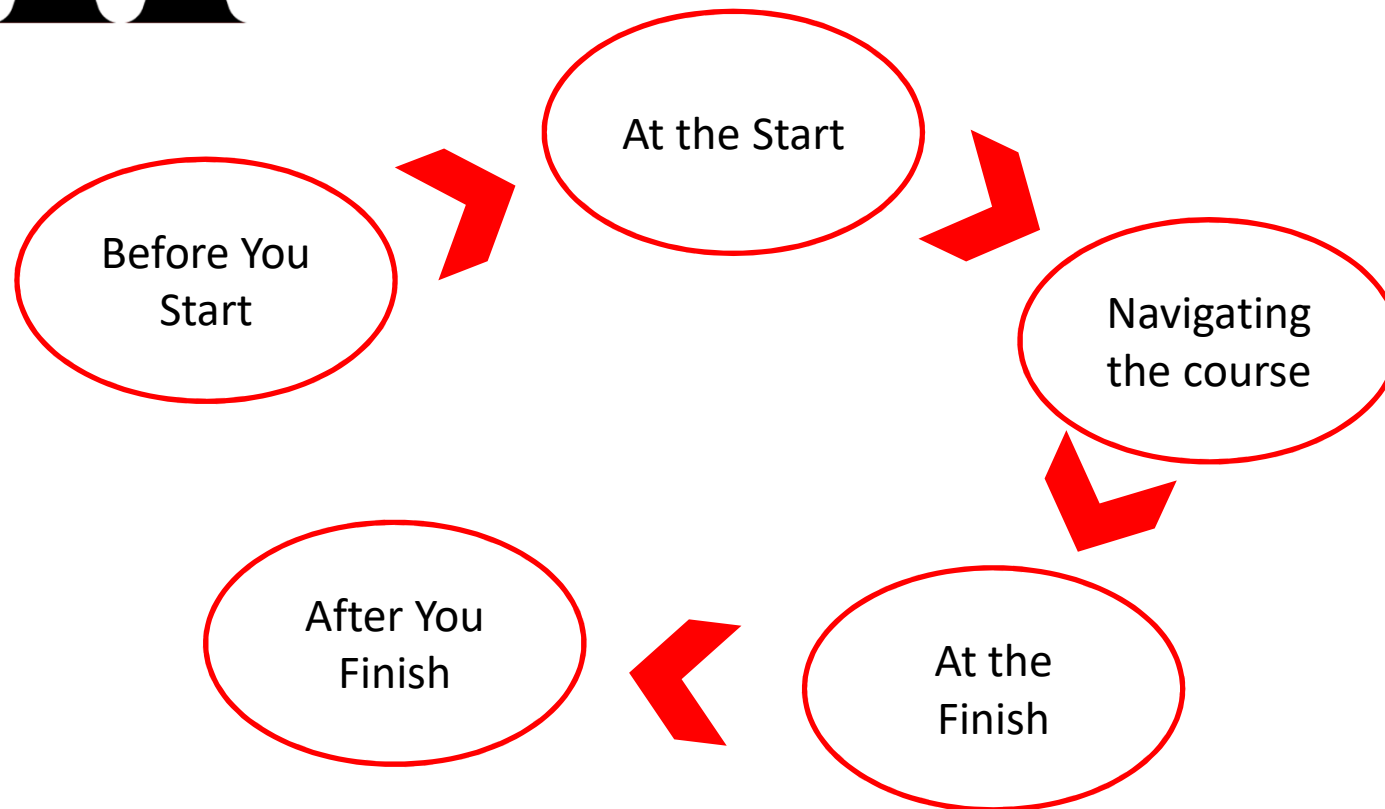 Before You
Start
At the Start
Navigating
the course
At the
Finish
After You
Finish